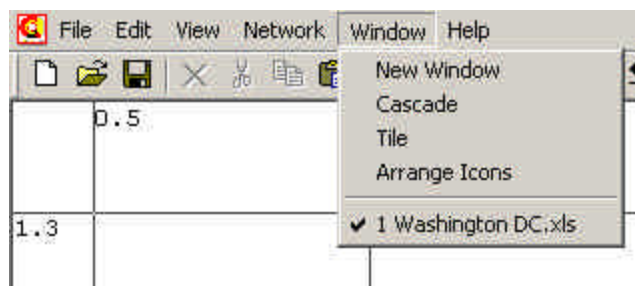 File Edit View Network Window Help
New Window
0.5
Cascade
Tile
Arrange Icons
1.3
1 Washington DC.xls